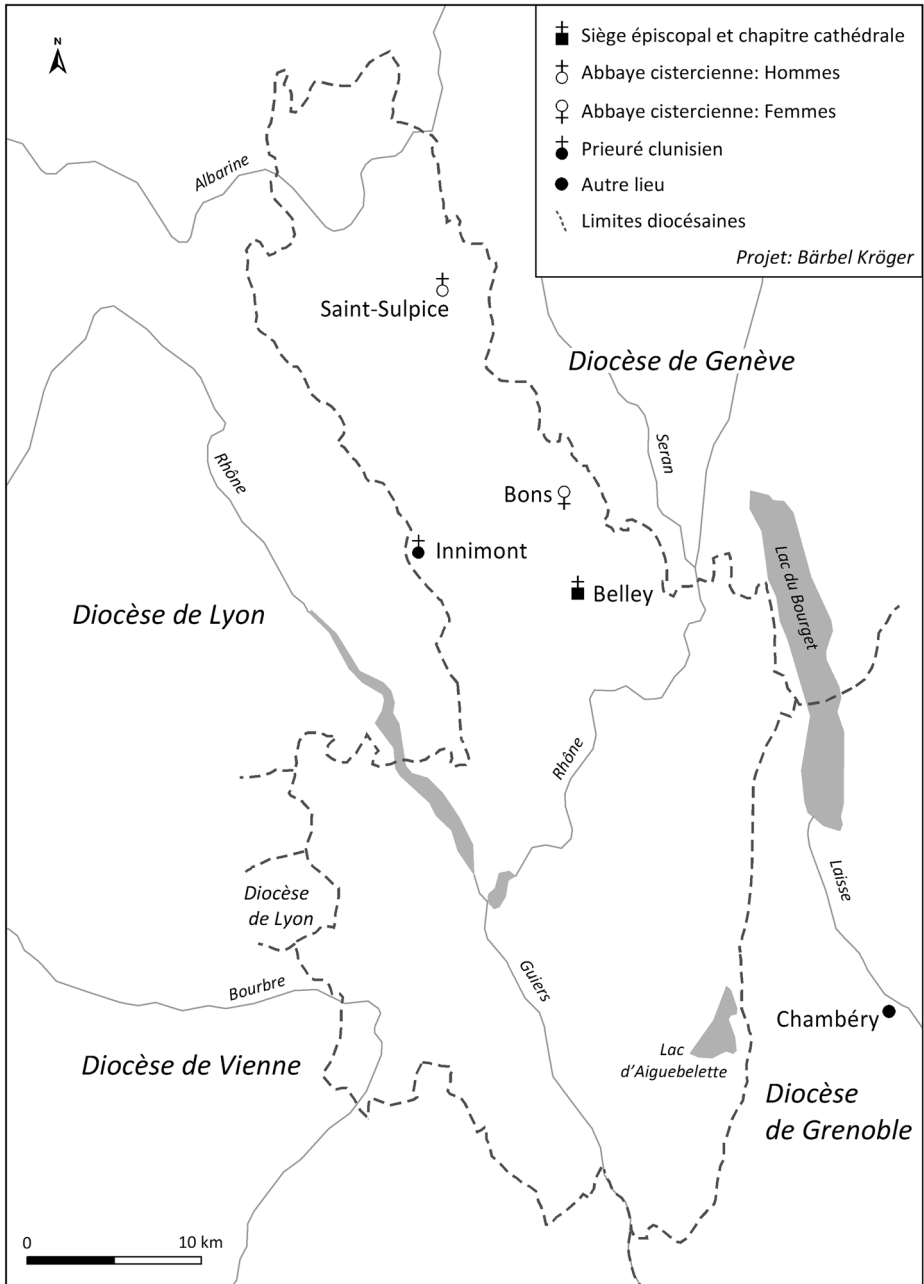 N
Siège épiscopal et chapitre cathédrale
Abbaye cistercienne: Hommes
Abbaye cistercienne: Femmes
Prieuré clunisien
Autre lieu
Limites diocésaines
Projet: Bärbel Kröger
Albarine
Saint-Sulpice
Diocèse de Genève
Rhône
Seran
Bons
Innimont
Belley
Lac du Bourget
Diocèse de Lyon
Rhône
Diocèse
de Lyon
Laisse
Guiers
Bourbre
Chambéry
Lac
d'Aiguebelette
Diocèse de Vienne
Diocèse
de Grenoble
0 10 km